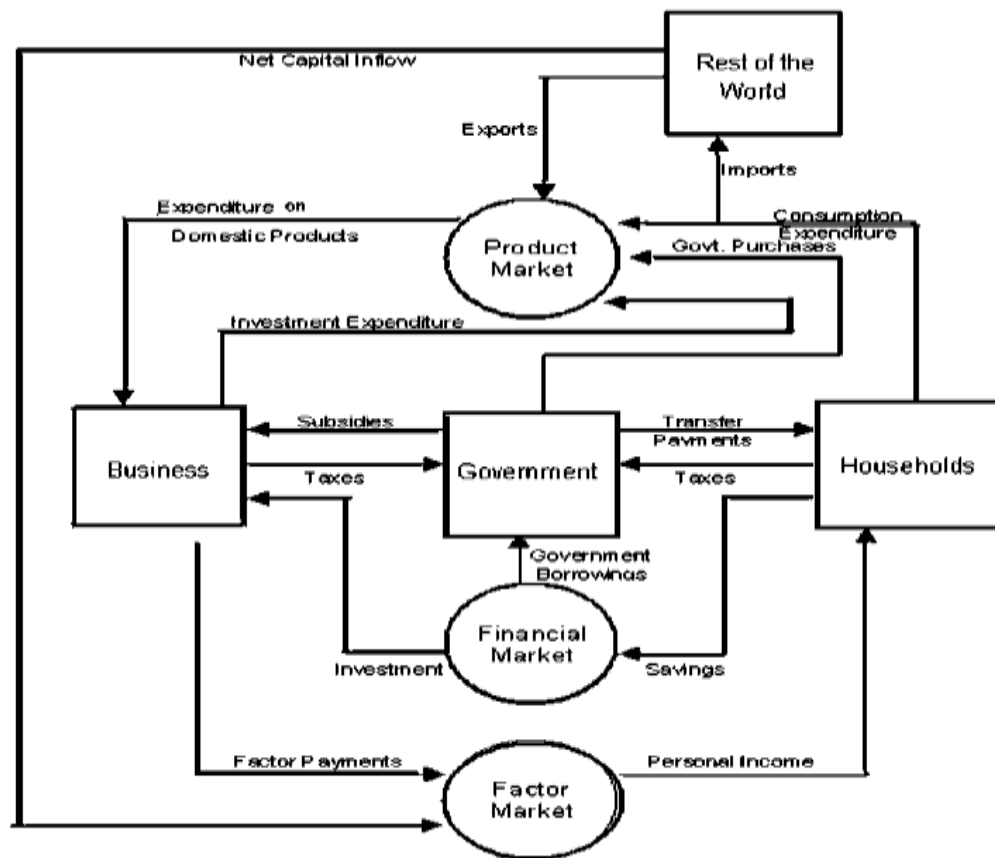 Net Capital Inflow
Rest of the
World
Exports
Imports
Expenditure on
Domestic Products
Product
Market
Consumption
Expenditure
Govt. Purchases
Investment Expenditure
Subsidies
Transfer
Payments
Business
Government
Households
Taxes
Taxes
Government
Borrowings
Financial
Market
Investment
Savings
Factor Payments
Personal Income
Factor
Market